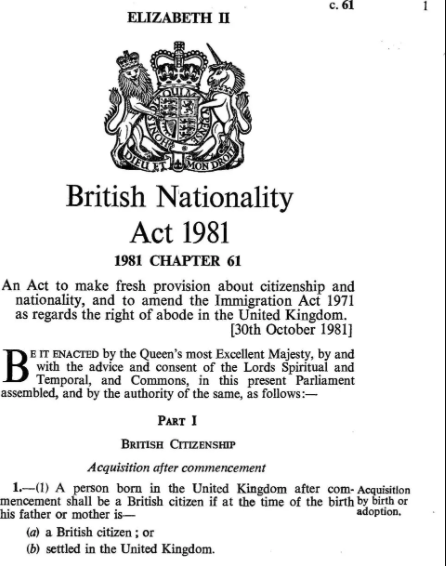 c. 61 1
ELIZABETH II
DIEU ET MON DROIT
British Nationality
Act 1981
1981 CHAPTER 61
An Act to make fresh provision about citizenship and
nationality, and to amend the Immigration Act 1971
as regards the right of abode in the United Kingdom.
[30th October 1981]
BE IT ENACTED by the Queen's most Excellent Majesty, by and
with the advice and consent of the Lords Spiritual and
Temporal, and Commons, in this present Parliament
assembled, and by the authority of the same, as follows:—
PART I
BRITISH CITIZENSHIP
Acquisition after commencement
1.—(1) A person born in the United Kingdom after com-
mencement shall be a British citizen if at the time of the birth
his father or mother is—
(a) a British citizen ; or
(b) settled in the United Kingdom.
Acquisition
by birth or
adoption.